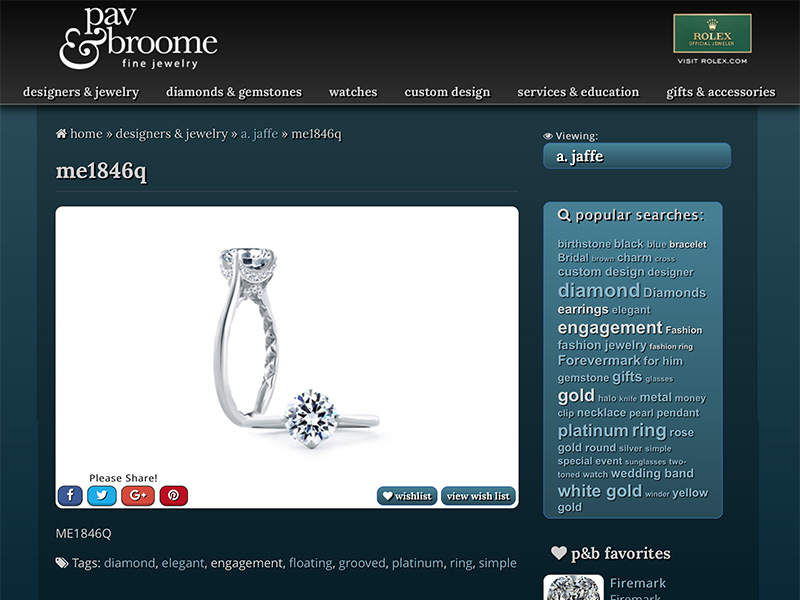 pav
&broome
fine jewelry
ROLEX
OFFICIAL JEWELER
VISIT ROLEX.COM
designers & jewelry diamonds & gemstones watches custom design services & education gifts & accessories
home » designers & jewelry » a. jaffe » me1846q
me1846q
Please Share!
f G+
wishlist view wish list
ME1846Q
Tags: diamond, elegant, engagement, floating, grooved, platinum, ring, simple
Viewing:
a. jaffe
popular searches:
birthstone black blue bracelet
Bridal brown charm cross
custom design designer
diamond Diamonds
earrings elegant
engagement Fashion
fashion jewelry fashion ring
Forevermark for him
gemstone gifts glasses
gold halo knife metal money
clip necklace pearl pendant
platinum ring rose
gold round silver simple
special event sunglasses two-
toned watch wedding band
white gold winder yellow
gold
p&b favorites
Firemark
Firemark